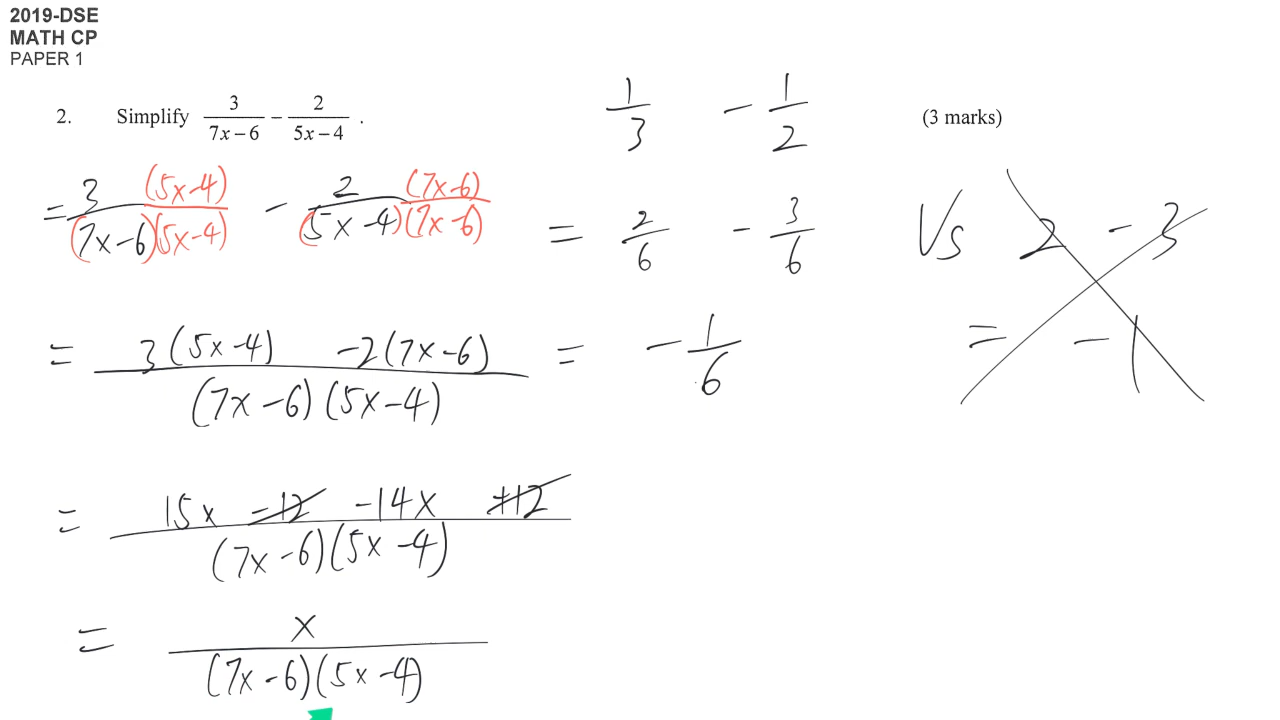 2019-DSE
MATH CP
PAPER 1
2. Simplify 3/(7x − 6) − 2/(5x − 4) . (3 marks)
= 3(5x−4)/(7x−6)(5x−4) − 2(7x−6)/(5x−4)(7x−6)
= 3(5x−4) −2(7x−6) / (7x−6)(5x−4)
= 15x −12 −14x +12 / (7x−6)(5x−4)
= x / (7x−6)(5x−4)
1/3 − 1/2
= 2/6 − 3/6
= − 1/6
Vs 2 − 3
= − 1